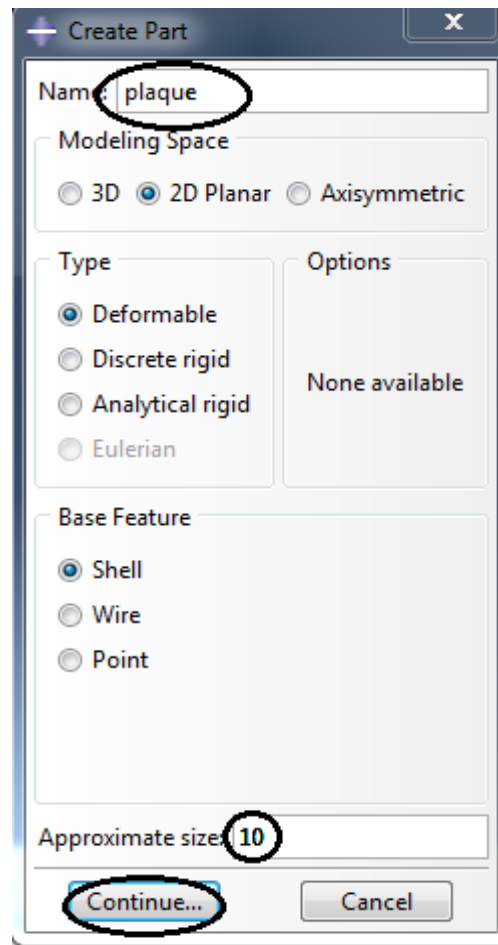 Create Part
x
Name: plaque
Modeling Space
3D 2D Planar Axisymmetric
Type
Options
Deformable
Discrete rigid
None available
Analytical rigid
Eulerian
Base Feature
Shell
Wire
Point
Approximate size: 10
Continue... Cancel